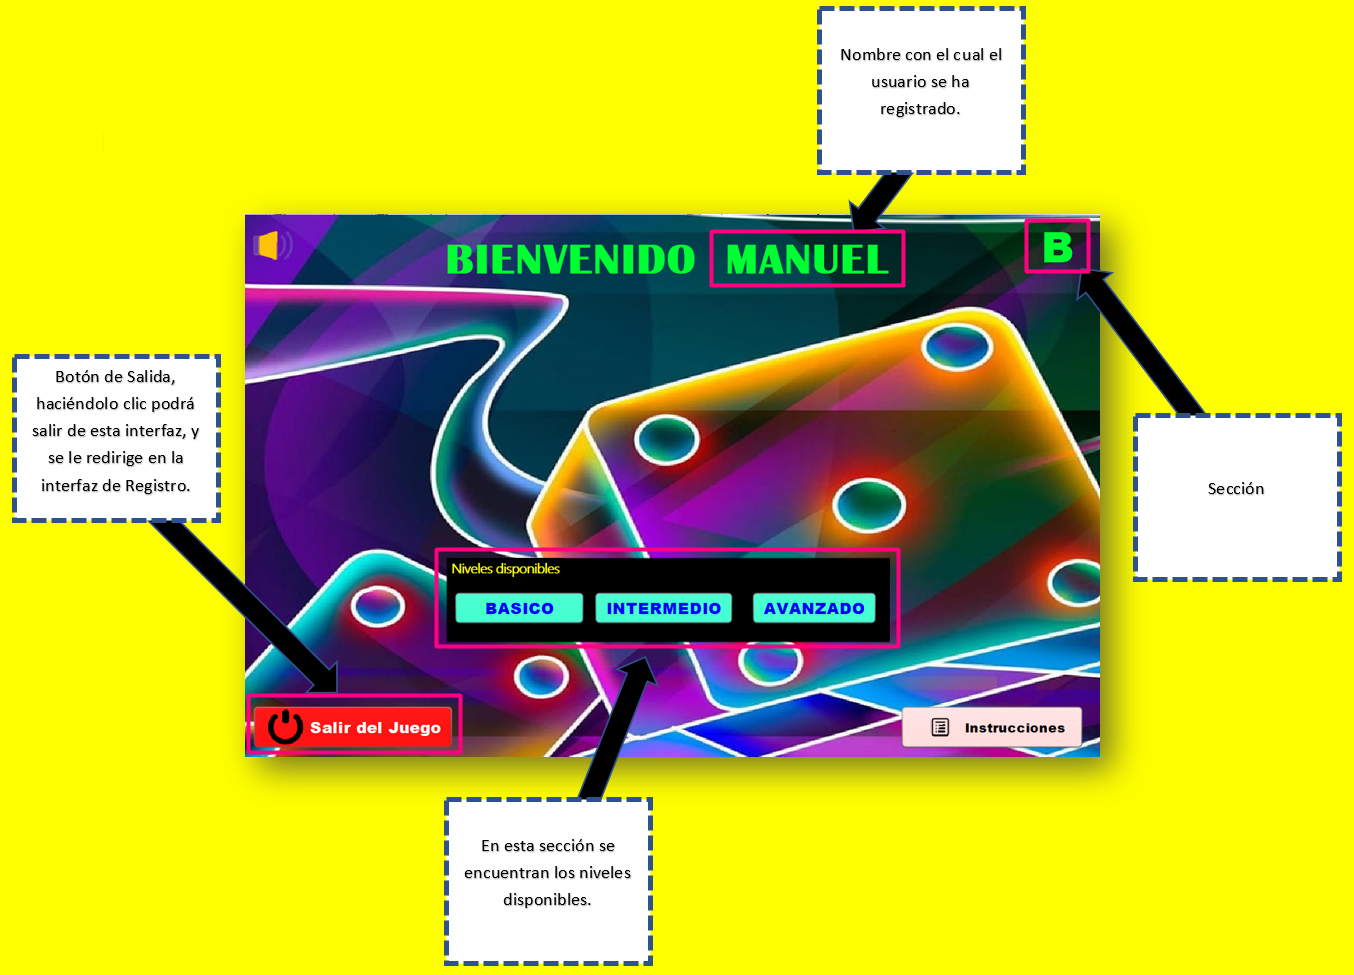 Nombre con el cual el
usuario se ha
registrado.
BIENVENIDO MANUEL
B
Botón de Salida,
haciéndolo clic podrá
salir de esta interfaz, y
se le redirige en la
interfaz de Registro.
Sección
Niveles disponibles
BASICO INTERMEDIO AVANZADO
Salir del Juego
Instrucciones
En esta sección se
encuentran los niveles
disponibles.